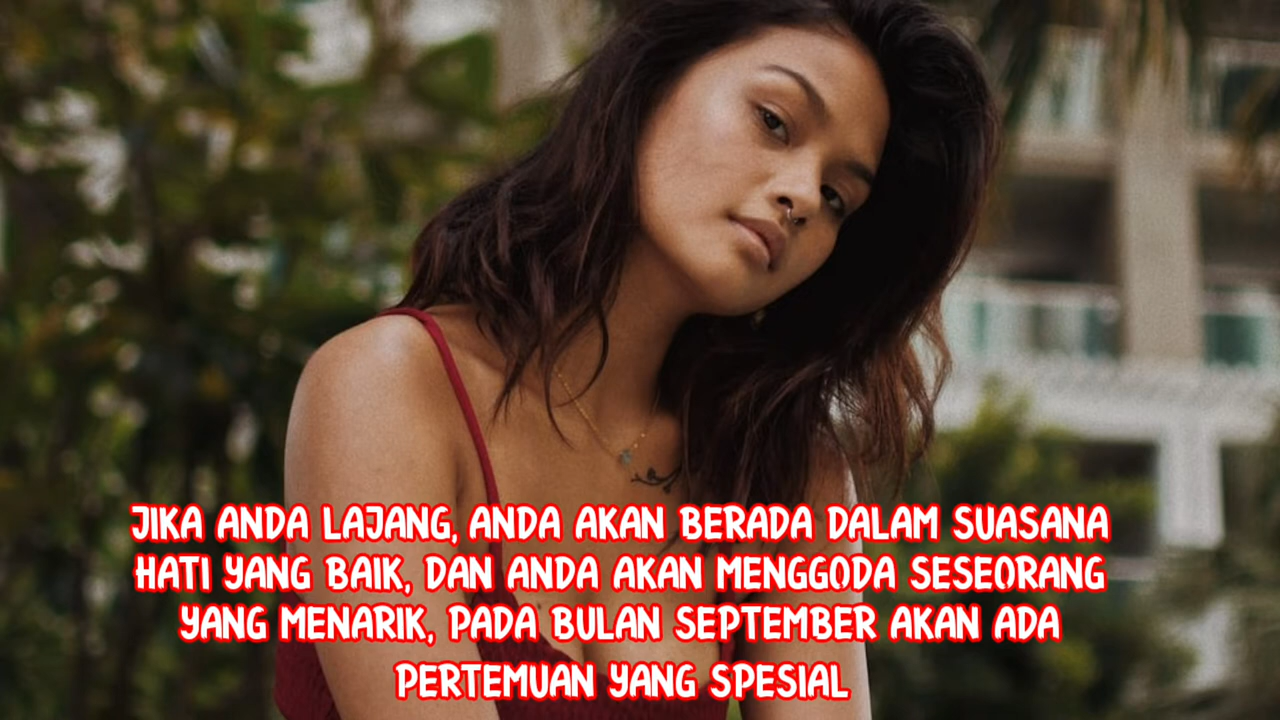 JIKA ANDA LAJANG, ANDA AKAN BERADA DALAM SUASANA
HATI YANG BAIK, DAN ANDA AKAN MENGGODA SESEORANG
YANG MENARIK, PADA BULAN SEPTEMBER AKAN ADA
PERTEMUAN YANG SPESIAL